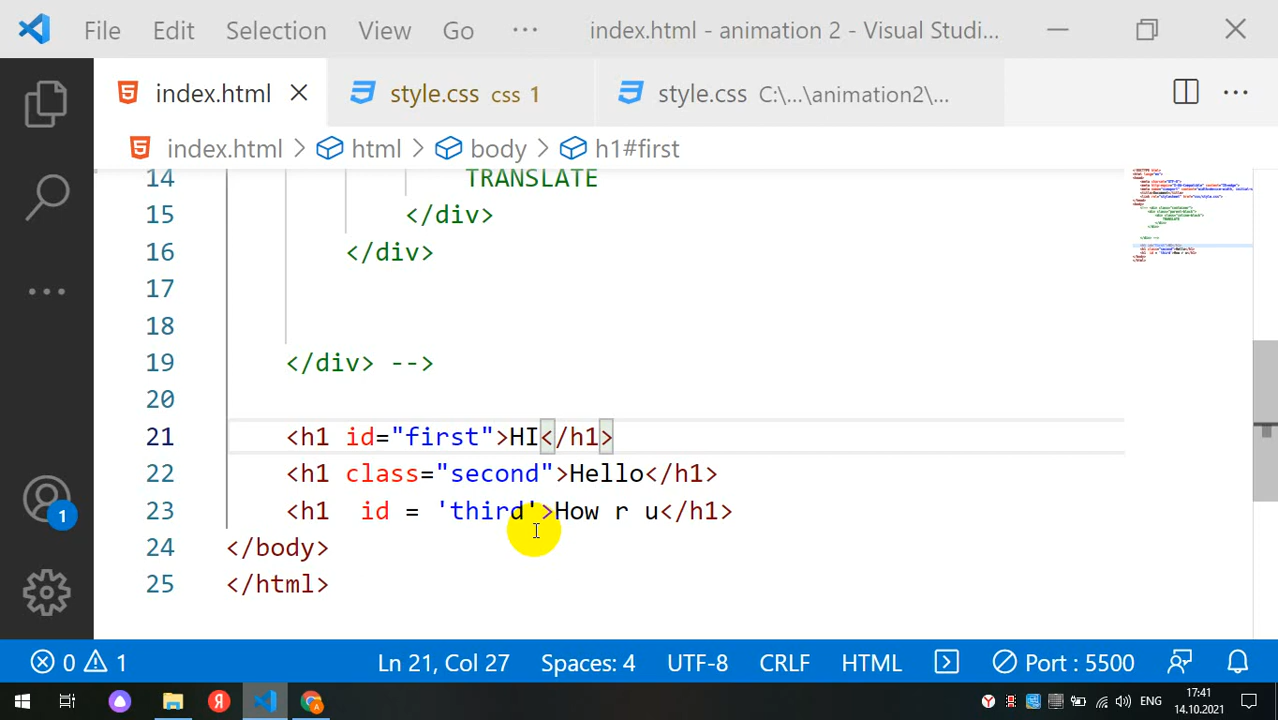 File Edit Selection View Go ··· index.html - animation 2 - Visual Studi...
index.html style.css css 1 style.css C:\...\animation2\... ···
index.html > html > body > h1#first
14 TRANSLATE
15 </div>
16 </div>
17
18
19 </div> -->
20
21 <h1 id="first">HI</h1>
22 <h1 class="second">Hello</h1>
23 <h1  id = 'third'>How r u</h1>
24 </body>
25 </html>
1
0 1 Ln 21, Col 27 Spaces: 4 UTF-8 CRLF HTML Port : 5500
Я ENG 17:41
14.10.2021